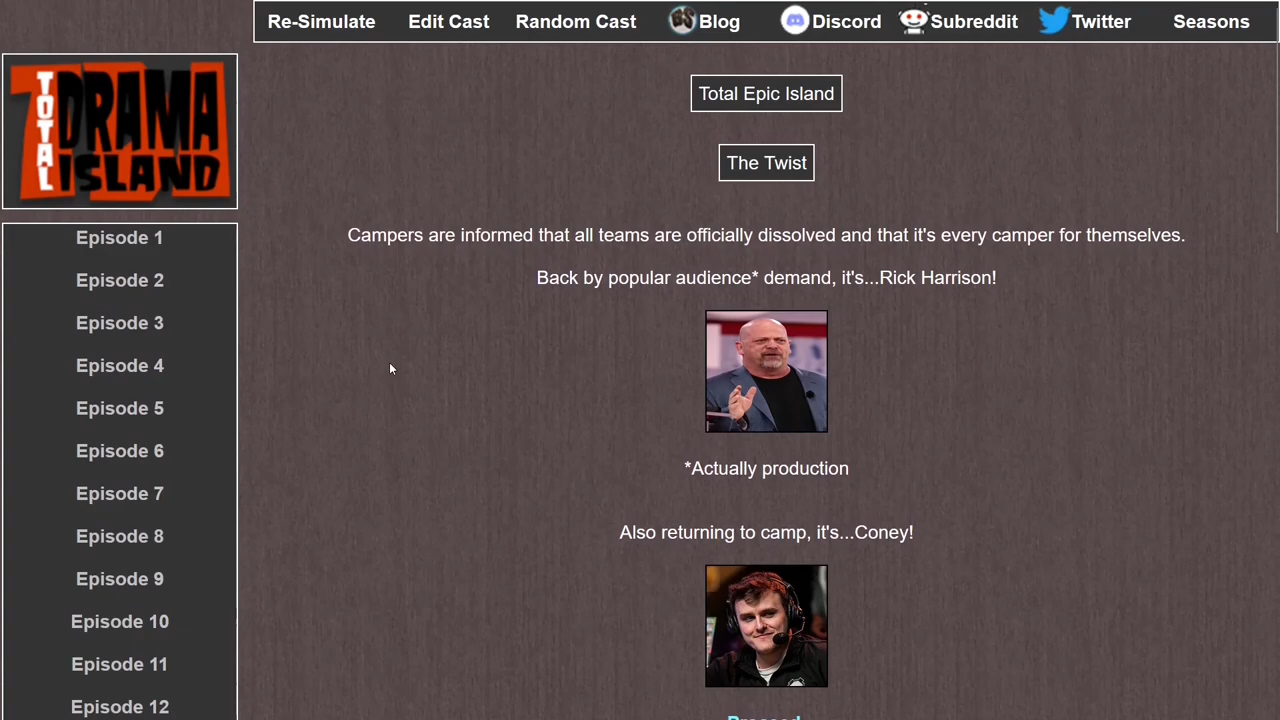 Re-Simulate Edit Cast Random Cast Blog Discord Subreddit Twitter Seasons
TOTAL DRAMA ISLAND
Total Epic Island
The Twist
Campers are informed that all teams are officially dissolved and that it's every camper for themselves.
Back by popular audience* demand, it's...Rick Harrison!
*Actually production
Also returning to camp, it's...Coney!
Proceed
Episode 1
Episode 2
Episode 3
Episode 4
Episode 5
Episode 6
Episode 7
Episode 8
Episode 9
Episode 10
Episode 11
Episode 12